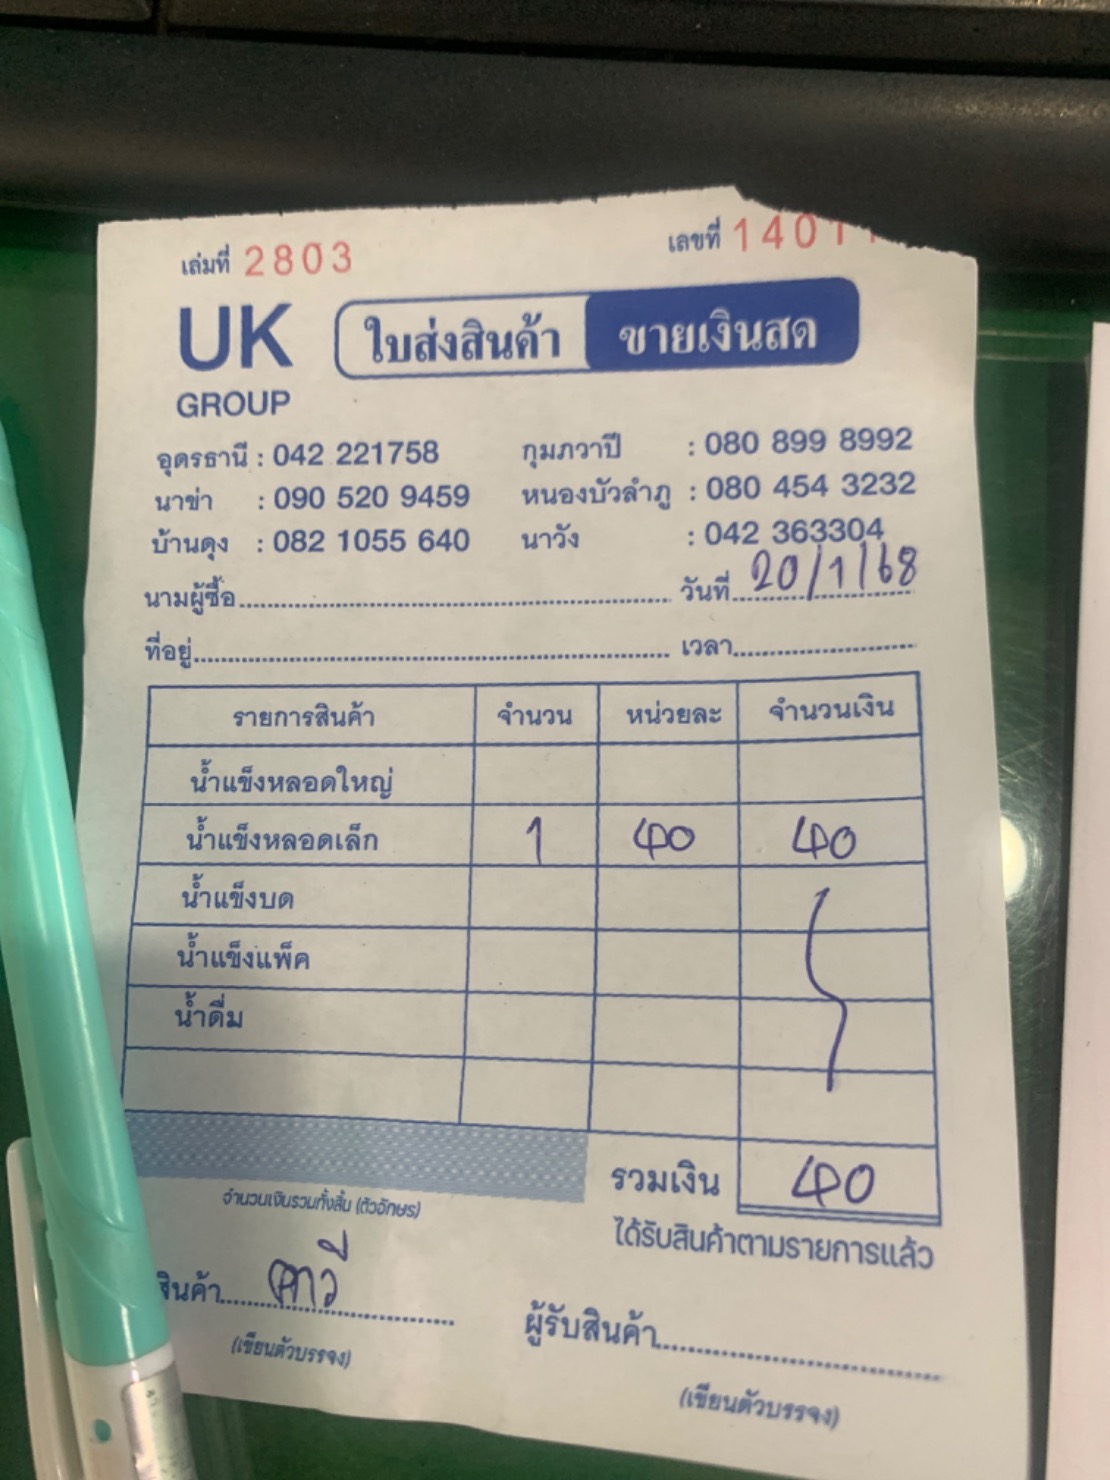 เล่มที่ 2803 เลขที่ 1401
UK ใบส่งสินค้า ขายเงินสด
GROUP
อุดรธานี : 042 221758 กุมภวาปี : 080 899 8992
นาข่า : 090 520 9459 หนองบัวลำภู : 080 454 3232
บ้านดุง : 082 1055 640 นาวัง : 042 363304
นามผู้ซื้อ วันที่ 20/1/68
ที่อยู่ เวลา
รายการสินค้า จำนวน หน่วยละ จำนวนเงิน
น้ำแข็งหลอดใหญ่
น้ำแข็งหลอดเล็ก 1 40 40
น้ำแข็งบด
น้ำแข็งแพ็ค
น้ำดื่ม
รวมเงิน 40
จำนวนเงินรวมทั้งสิ้น (ตัวอักษร)
ได้รับสินค้าตามรายการแล้ว
สินค้า ผู้รับสินค้า
(เขียนตัวบรรจง) (เขียนตัวบรรจง)